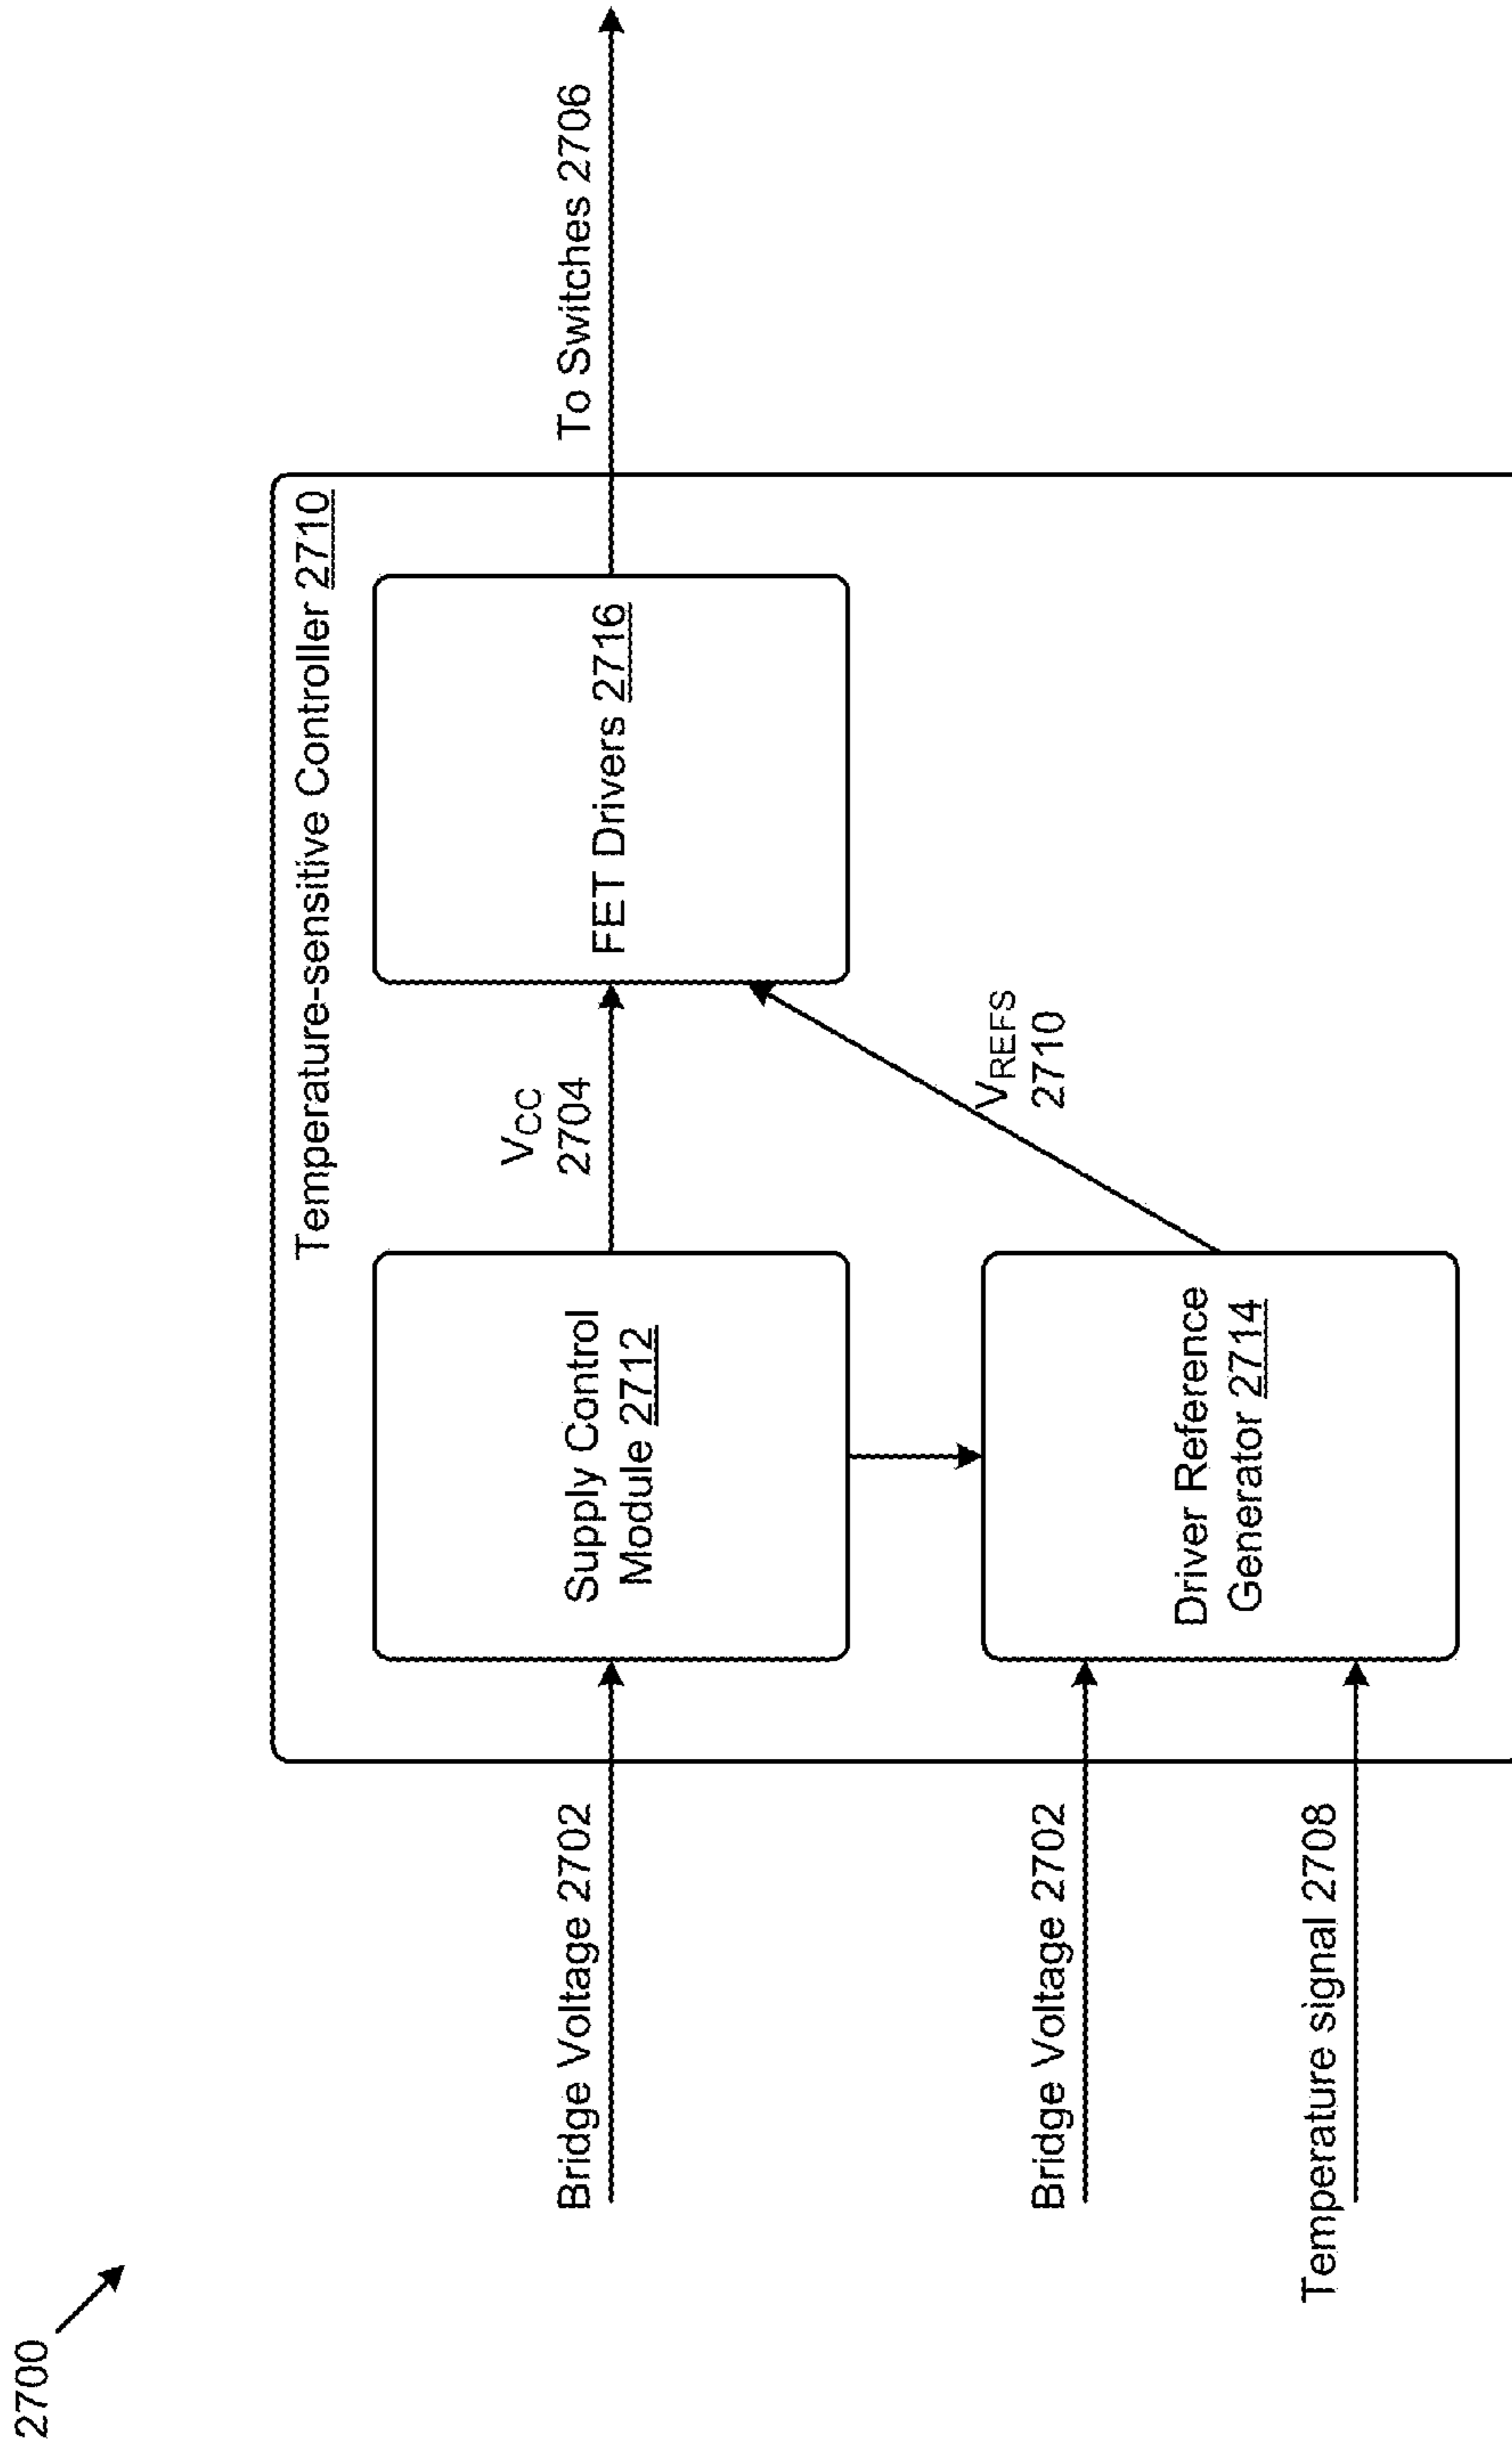 2700
Temperature-sensitive Controller 2710
Bridge Voltage 2702
Supply Control
Module 2712
VCC
2704
FET Drivers 2716
To Switches 2706
VREFS
2710
Bridge Voltage 2702
Driver Reference
Generator 2714
Temperature signal 2708